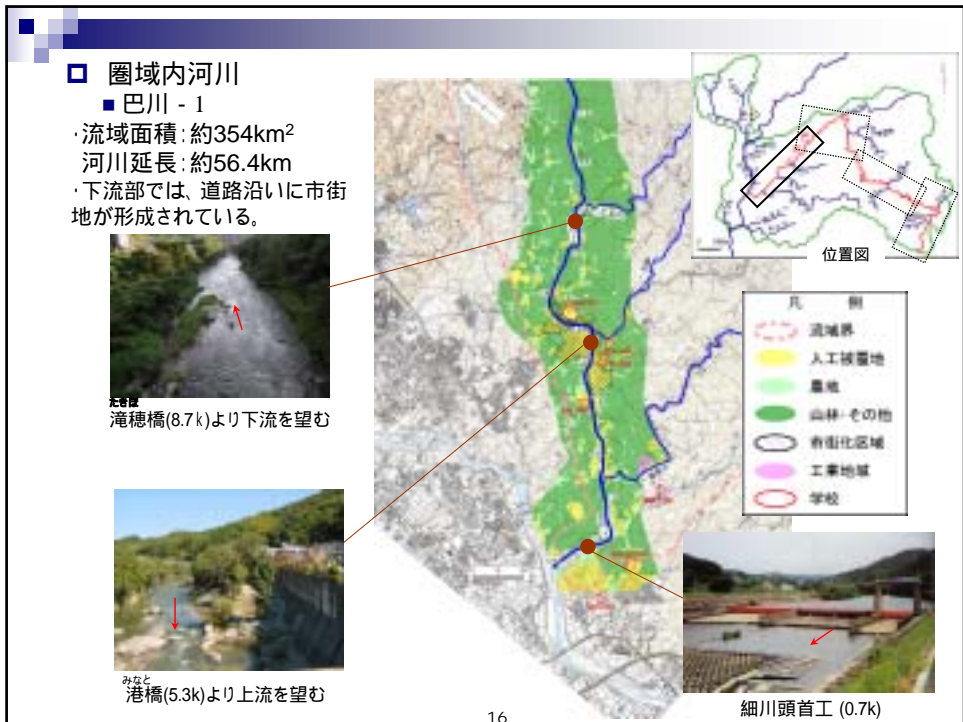 圏域内河川
巴川 - 1
・流域面積：約354km²
河川延長：約56.4km
・下流部では、道路沿いに市街
地が形成されている。
位置図
凡 例
流域界
人工被覆地
農地
山林・その他
市街化区域
工業地域
学校
たきほ
滝穂橋(8.7k)より下流を望む
みなと
港橋(5.3k)より上流を望む
細川頭首工 (0.7k)
16